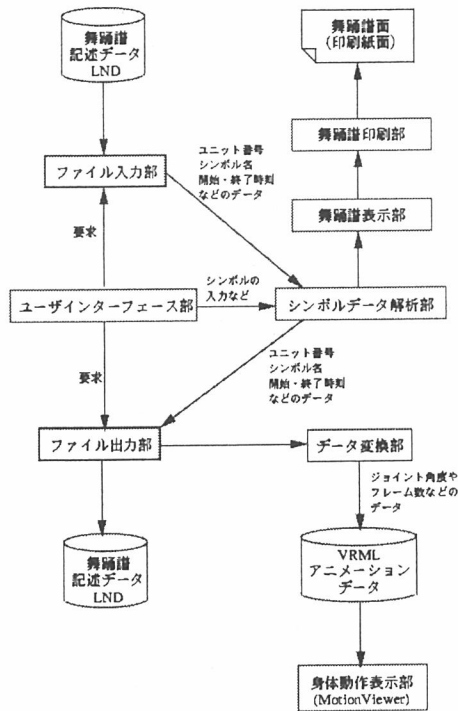 舞踊譜
記述データ
LND
舞踊譜面
(印刷紙面)
舞踊譜印刷部
ユニット番号
シンボル名
開始・終了時刻
などのデータ
ファイル入力部
舞踊譜表示部
要求
シンボルの
入力など
ユーザインターフェース部
シンボルデータ解析部
ユニット番号
シンボル名
開始・終了時刻
などのデータ
要求
ファイル出力部
データ変換部
ジョイント角度や
フレーム数などの
データ
舞踊譜
記述データ
LND
VRML
アニメーション
データ
身体動作表示部
(MotionViewer)